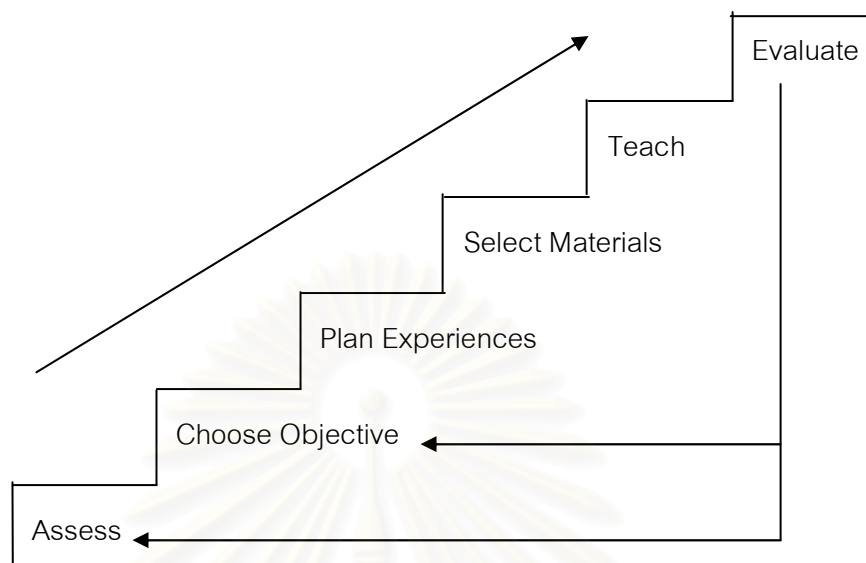 Evaluate
Teach
Select Materials
Plan Experiences
Choose Objective
Assess